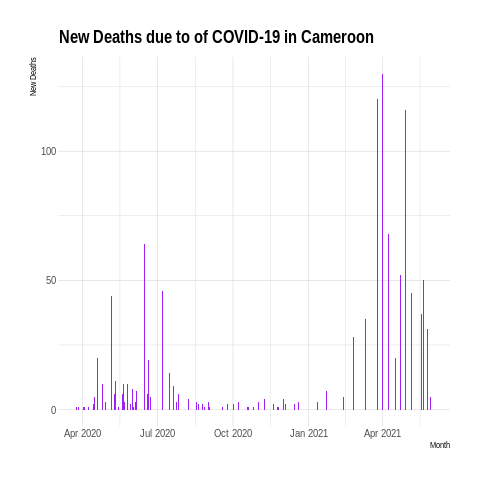 New Deaths due to of COVID-19 in Cameroon
New Deaths
100
50
0
Apr 2020 Jul 2020 Oct 2020 Jan 2021 Apr 2021
Month